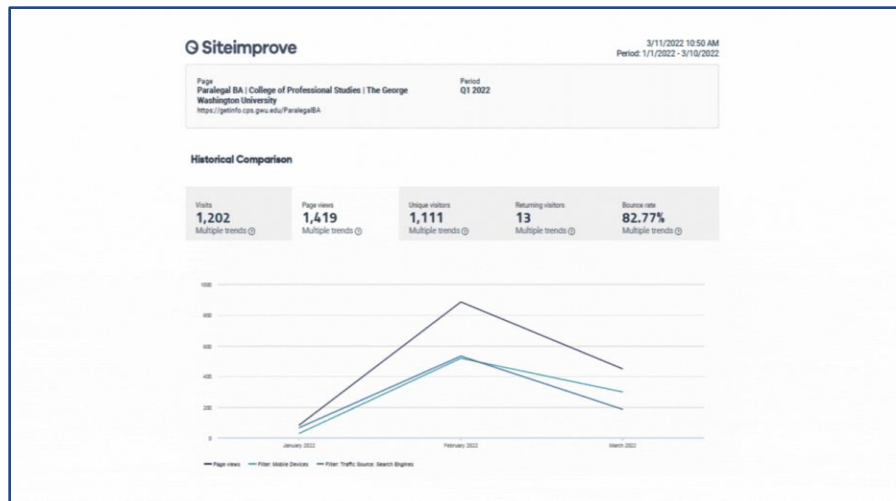 Siteimprove
3/11/2022 10:50 AM
Period: 1/1/2022 - 3/10/2022
Page
Paralegal BA | College of Professional Studies | The George
Washington University
https://getinfo.cps.gwu.edu/ParalegalBA
Period
Q1 2022
Historical Comparison
Visits
1,202
Multiple trends
Page views
1,419
Multiple trends
Unique visitors
1,111
Multiple trends
Returning visitors
13
Multiple trends
Bounce rate
82.77%
Multiple trends
1000
800
600
400
200
0
January 2022
February 2022
March 2022
Page views
Filter: Mobile Devices
Filter: Traffic Source: Search Engines